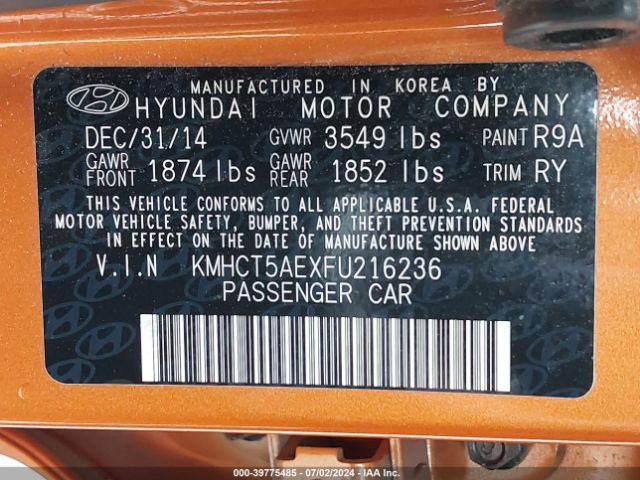 MANUFACTURED IN KOREA BY
HYUNDAI MOTOR COMPANY
DEC/31/14 GVWR 3549 lbs PAINT R9A
GAWR FRONT 1874 lbs GAWR REAR 1852 lbs TRIM RY
THIS VEHICLE CONFORMS TO ALL APPLICABLE U.S.A. FEDERAL
MOTOR VEHICLE SAFETY, BUMPER, AND THEFT PREVENTION STANDARDS
IN EFFECT ON THE DATE OF MANUFACTURE SHOWN ABOVE
V.I.N KMHCT5AEXFU216236
PASSENGER CAR
000-39775485 - 07/02/2024 - IAA Inc.